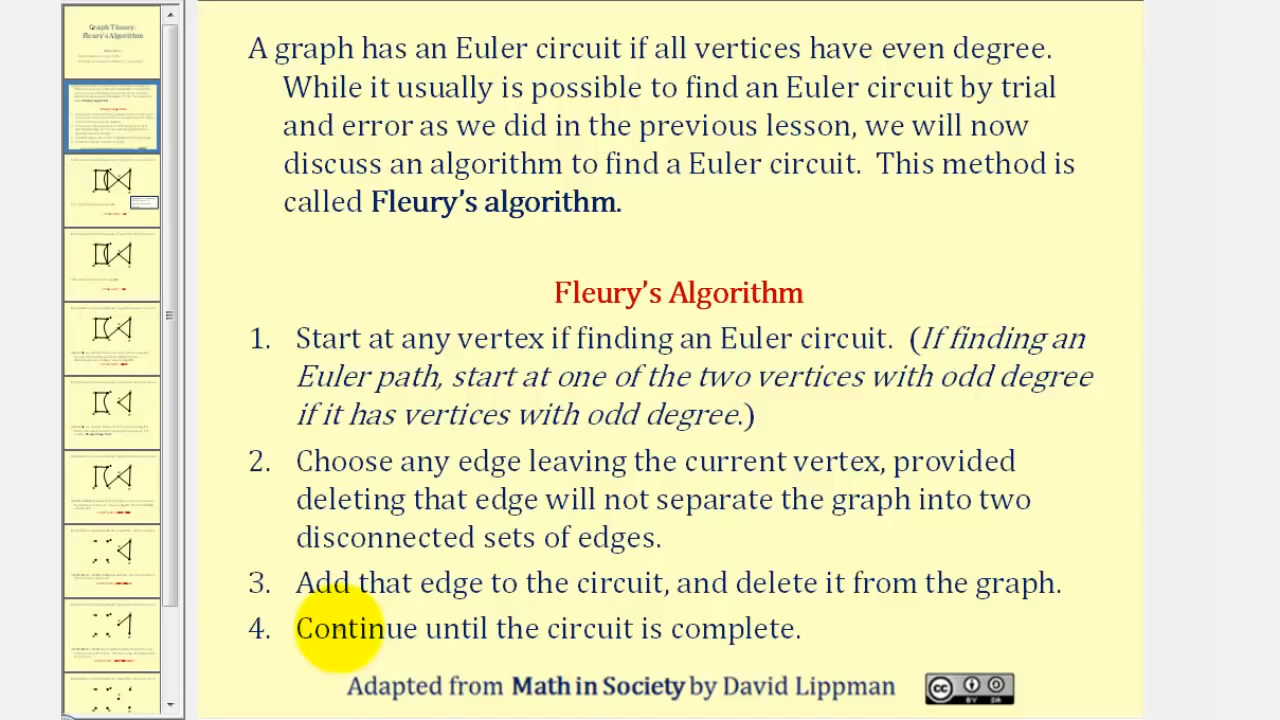 Graph Theory:
Fleury's Algorithm
A graph has an Euler circuit if all vertices have even degree.
While it usually is possible to find an Euler circuit by trial
and error as we did in the previous lesson, we will now
discuss an algorithm to find a Euler circuit. This method is
called Fleury's algorithm.
Fleury's Algorithm
1. Start at any vertex if finding an Euler circuit. (If finding an
Euler path, start at one of the two vertices with odd degree
if it has vertices with odd degree.)
2. Choose any edge leaving the current vertex, provided
deleting that edge will not separate the graph into two
disconnected sets of edges.
3. Add that edge to the circuit, and delete it from the graph.
4. Continue until the circuit is complete.
Adapted from Math in Society by David Lippman
cc BY SA